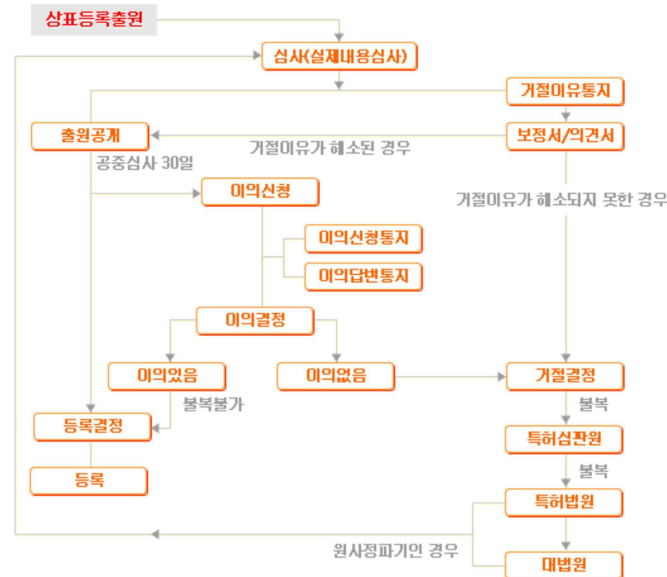 상표등록출원
심사(실제내용심사)
거절이유통지
출원공개
보정서/의견서
거절이유가 해소된 경우
공중심사 30일
이의신청
거절이유가 해소되지 못한 경우
이의신청통지
이의답변통지
이의결정
이의있음
이의없음
거절결정
불복불가
불복
등록결정
특허심판원
불복
등록
특허법원
원사정파기인 경우
대법원